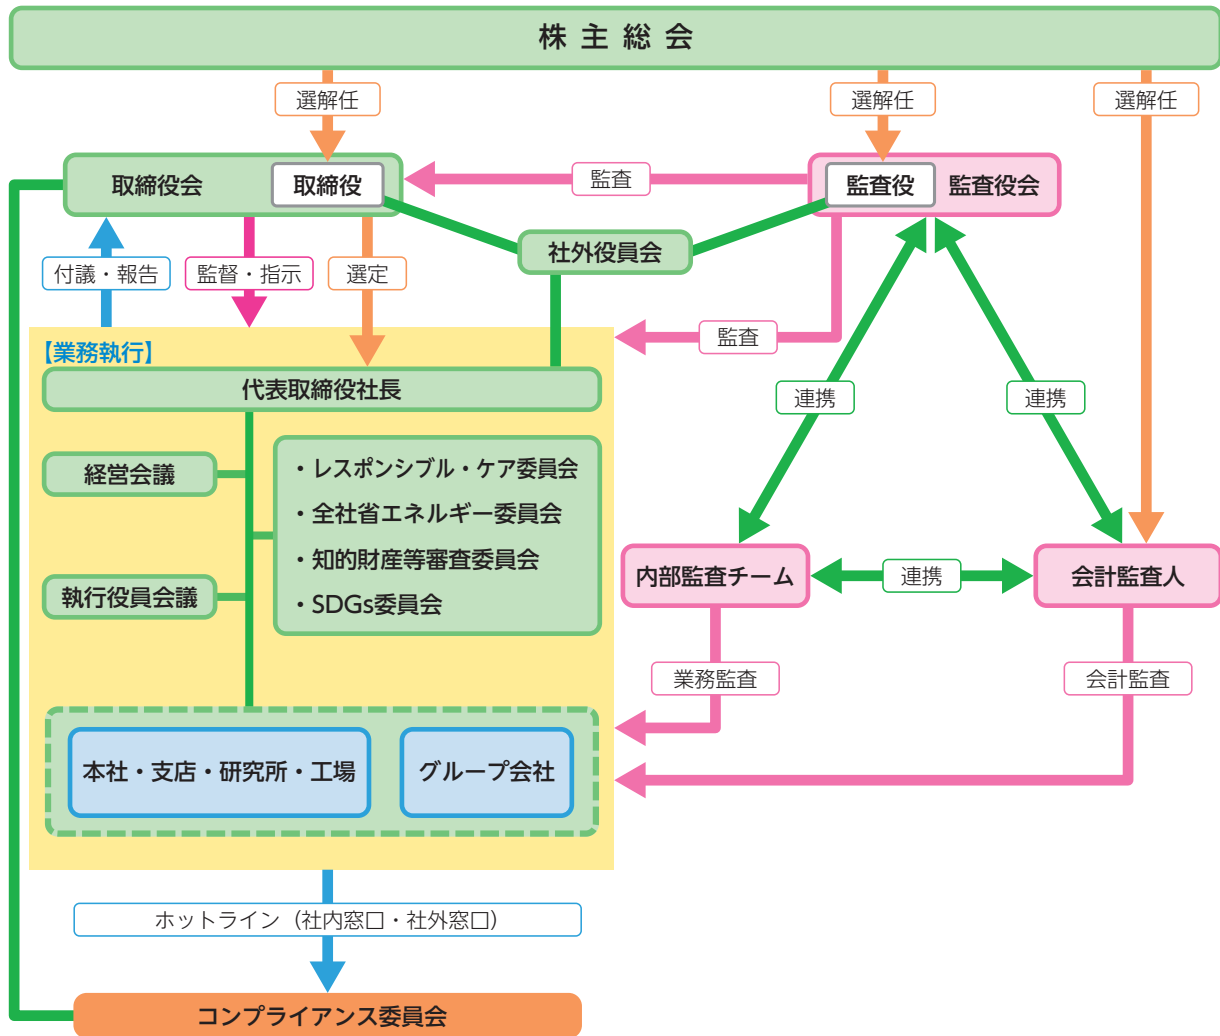 株主総会
選解任
選解任
選解任
取締役会
取締役
監査
監査役
監査役会
社外役員会
付議・報告
監督・指示
選定
監査
【業務執行】
代表取締役社長
経営会議
執行役員会議
・レスポンシブル・ケア委員会
・全社省エネルギー委員会
・知的財産等審査委員会
・SDGs委員会
連携
連携
内部監査チーム
連携
会計監査人
業務監査
会計監査
本社・支店・研究所・工場
グループ会社
ホットライン（社内窓口・社外窓口）
コンプライアンス委員会